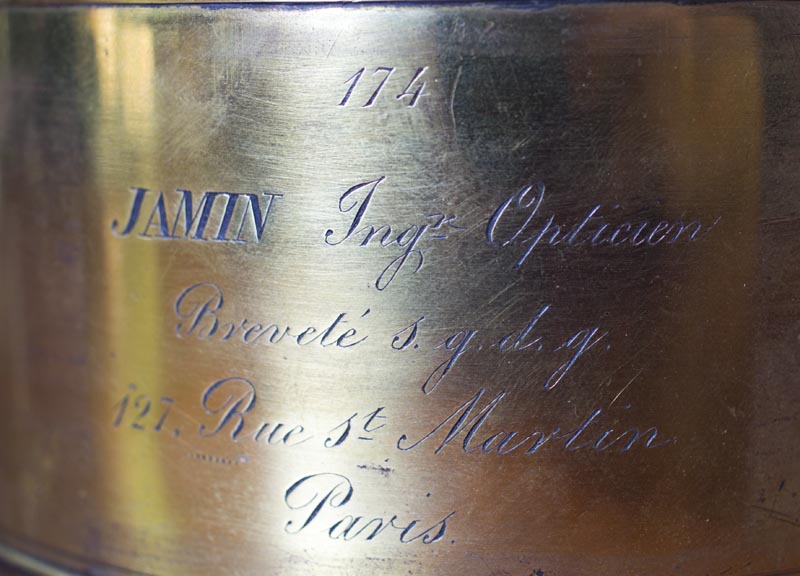 174
JAMIN Ingr Opticien
Breveté s.g.d.g.
127, Rue St Martin
Paris.